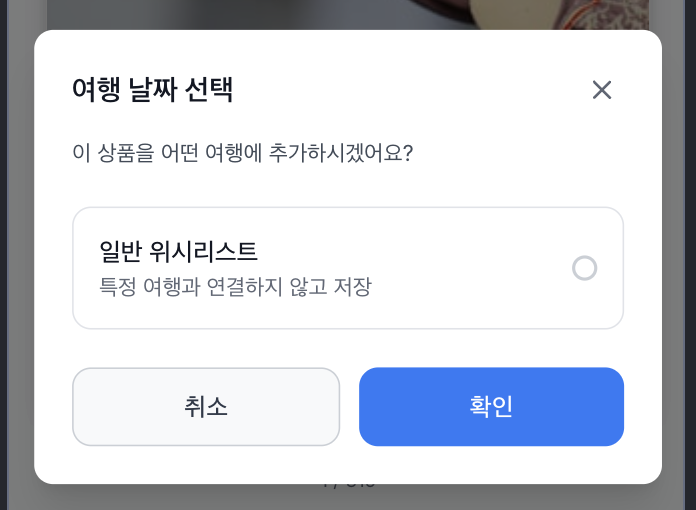 여행 날짜 선택
이 상품을 어떤 여행에 추가하시겠어요?
일반 위시리스트
특정 여행과 연결하지 않고 저장
취소
확인